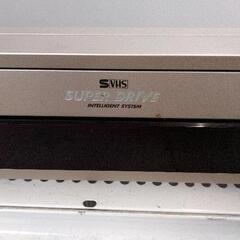 S VHS
SUPER DRIVE
INTELLIGENT SYSTEM